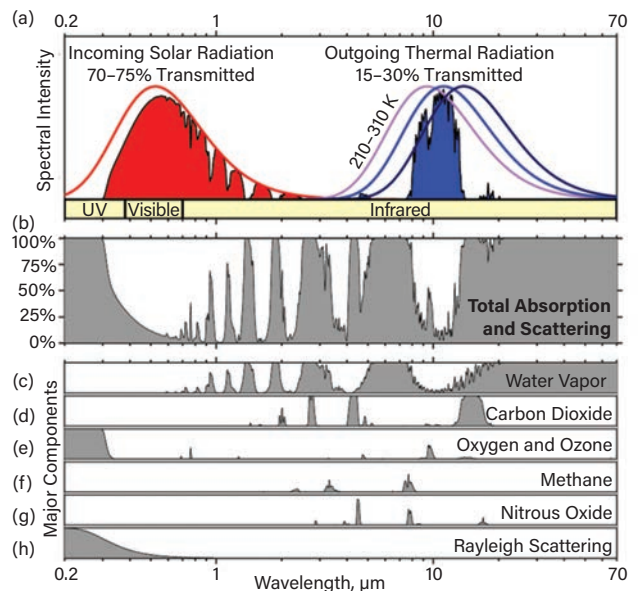 (a)
0.2 1 10 70
Incoming Solar Radiation
70–75% Transmitted
Outgoing Thermal Radiation
15–30% Transmitted
Spectral Intensity
210–310 K
UV Visible Infrared
(b)
100%
75%
50%
25%
0%
Total Absorption
and Scattering
Major Components
(c) Water Vapor
(d) Carbon Dioxide
(e) Oxygen and Ozone
(f) Methane
(g) Nitrous Oxide
(h) Rayleigh Scattering
0.2 1 10 70
Wavelength, μm